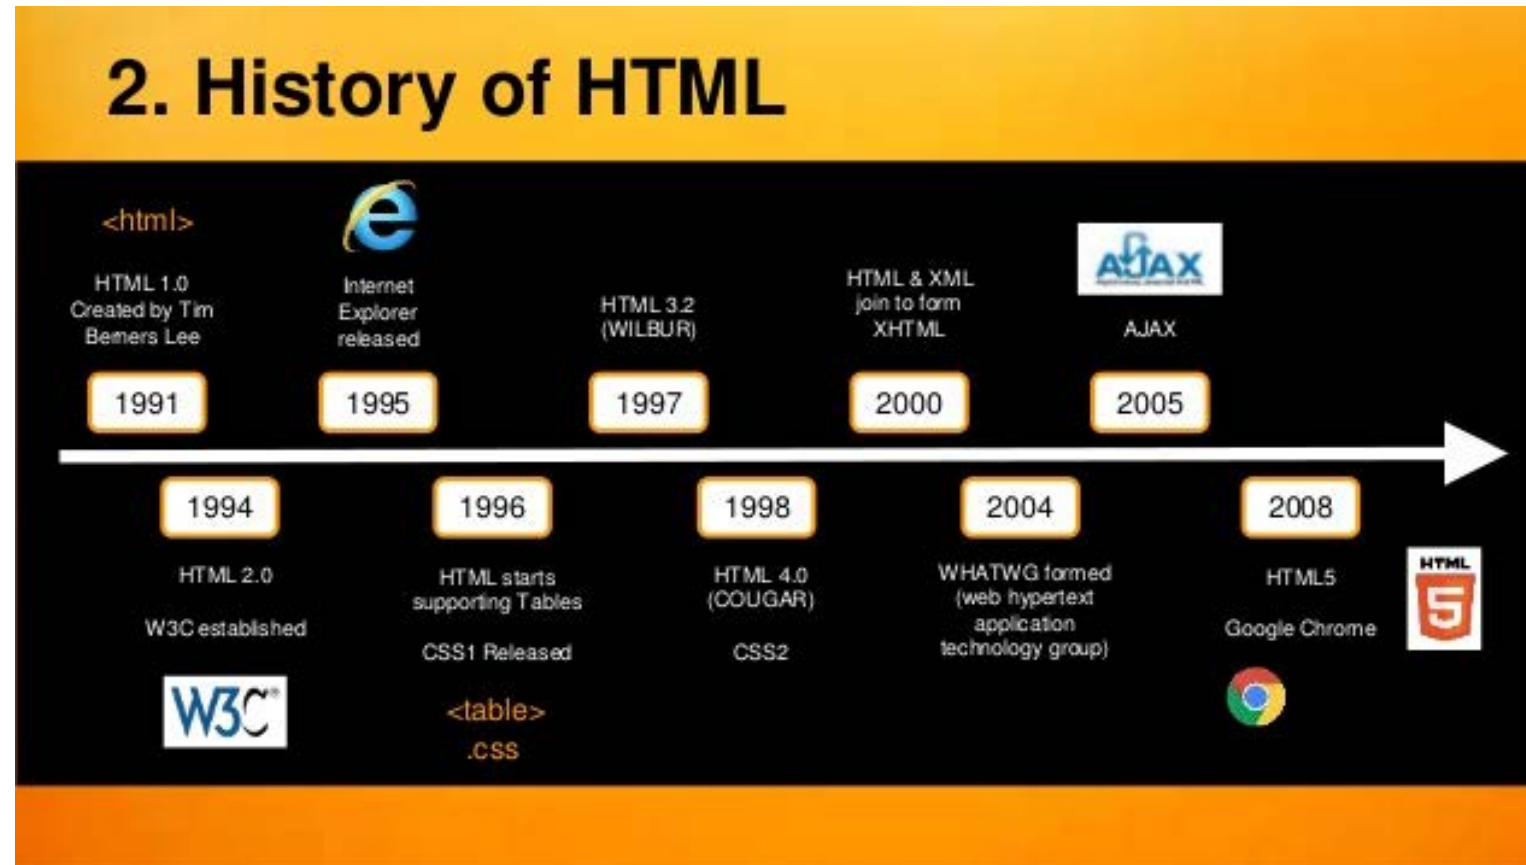 2. History of HTML
<html>
HTML 1.0
Created by Tim
Berners Lee
1991
Internet
Explorer
released
1995
HTML 3.2
(WILBUR)
1997
HTML & XML
join to form
XHTML
2000
AJAX
AJAX
2005
1994
HTML 2.0
W3C established
W3C®
1996
HTML starts
supporting Tables
CSS1 Released
<table>
.css
1998
HTML 4.0
(COUGAR)
CSS2
2004
WHATWG formed
(web hypertext
application
technology group)
2008
HTML5
Google Chrome
HTML
5